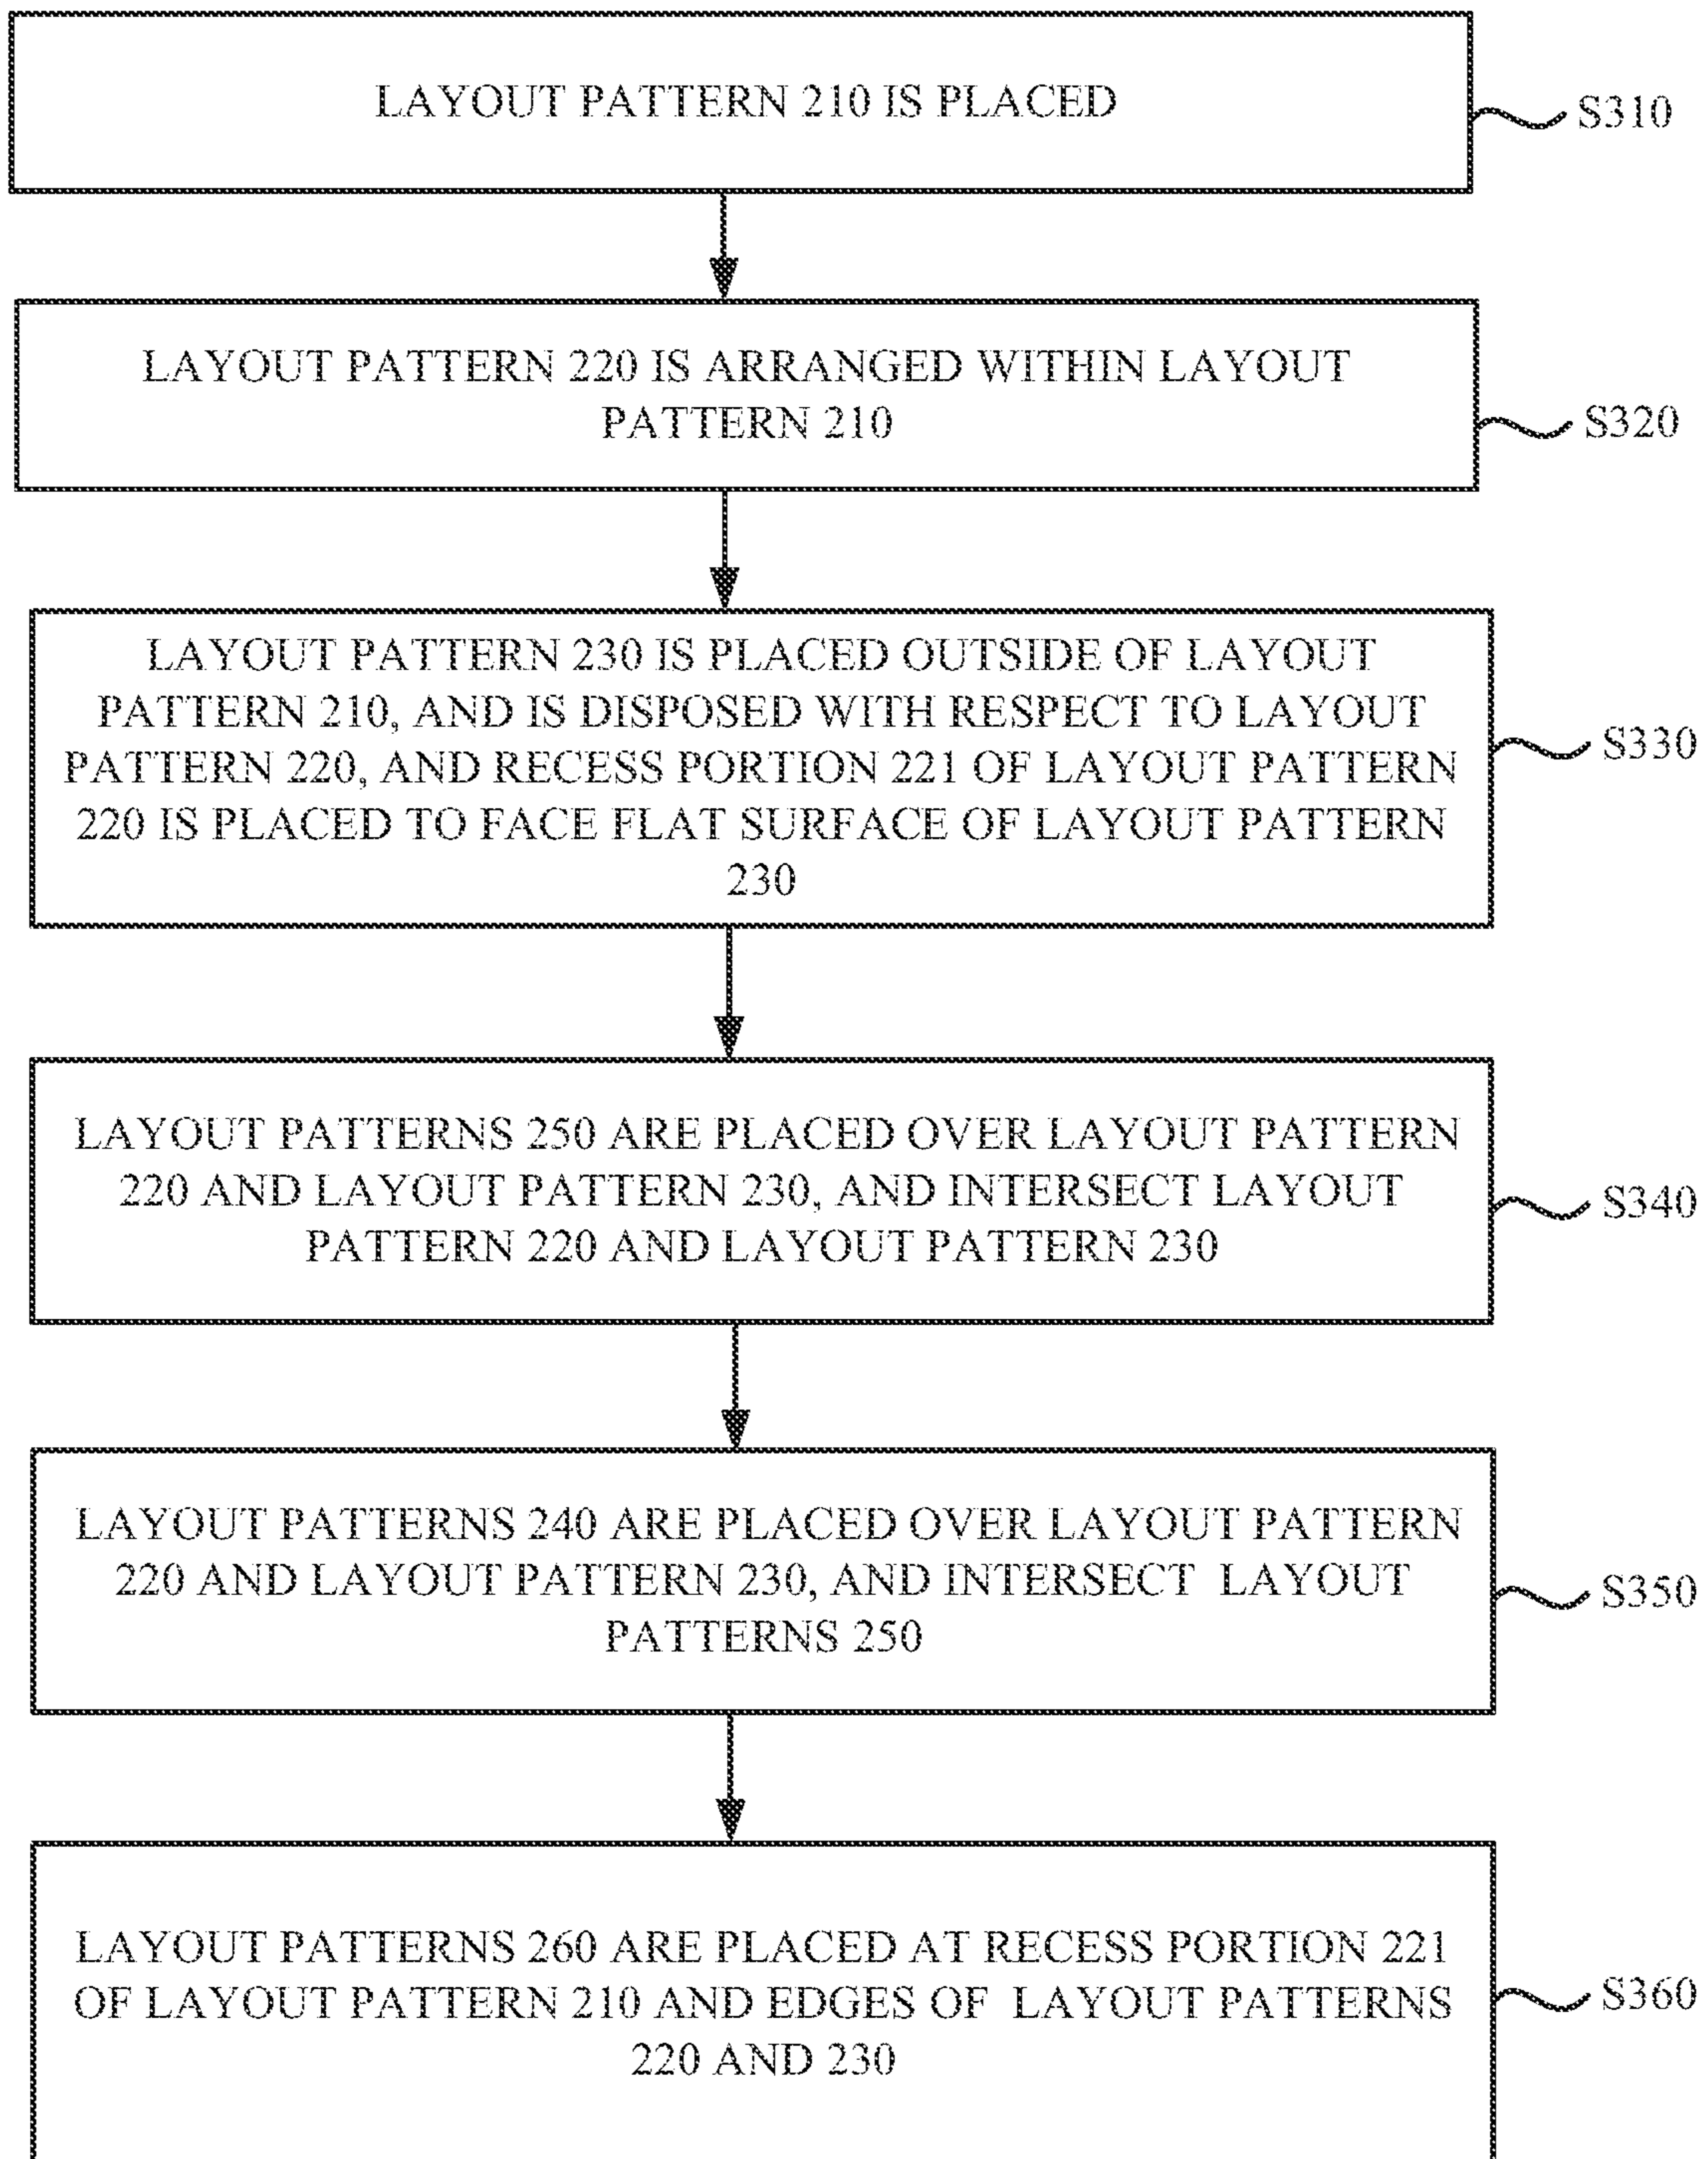 LAYOUT PATTERN 210 IS PLACED
S310
LAYOUT PATTERN 220 IS ARRANGED WITHIN LAYOUT
PATTERN 210
S320
LAYOUT PATTERN 230 IS PLACED OUTSIDE OF LAYOUT
PATTERN 210, AND IS DISPOSED WITH RESPECT TO LAYOUT
PATTERN 220, AND RECESS PORTION 221 OF LAYOUT PATTERN
220 IS PLACED TO FACE FLAT SURFACE OF LAYOUT PATTERN
230
S330
LAYOUT PATTERNS 250 ARE PLACED OVER LAYOUT PATTERN
220 AND LAYOUT PATTERN 230, AND INTERSECT LAYOUT
PATTERN 220 AND LAYOUT PATTERN 230
S340
LAYOUT PATTERNS 240 ARE PLACED OVER LAYOUT PATTERN
220 AND LAYOUT PATTERN 230, AND INTERSECT LAYOUT
PATTERNS 250
S350
LAYOUT PATTERNS 260 ARE PLACED AT RECESS PORTION 221
OF LAYOUT PATTERN 210 AND EDGES OF LAYOUT PATTERNS
220 AND 230
S360